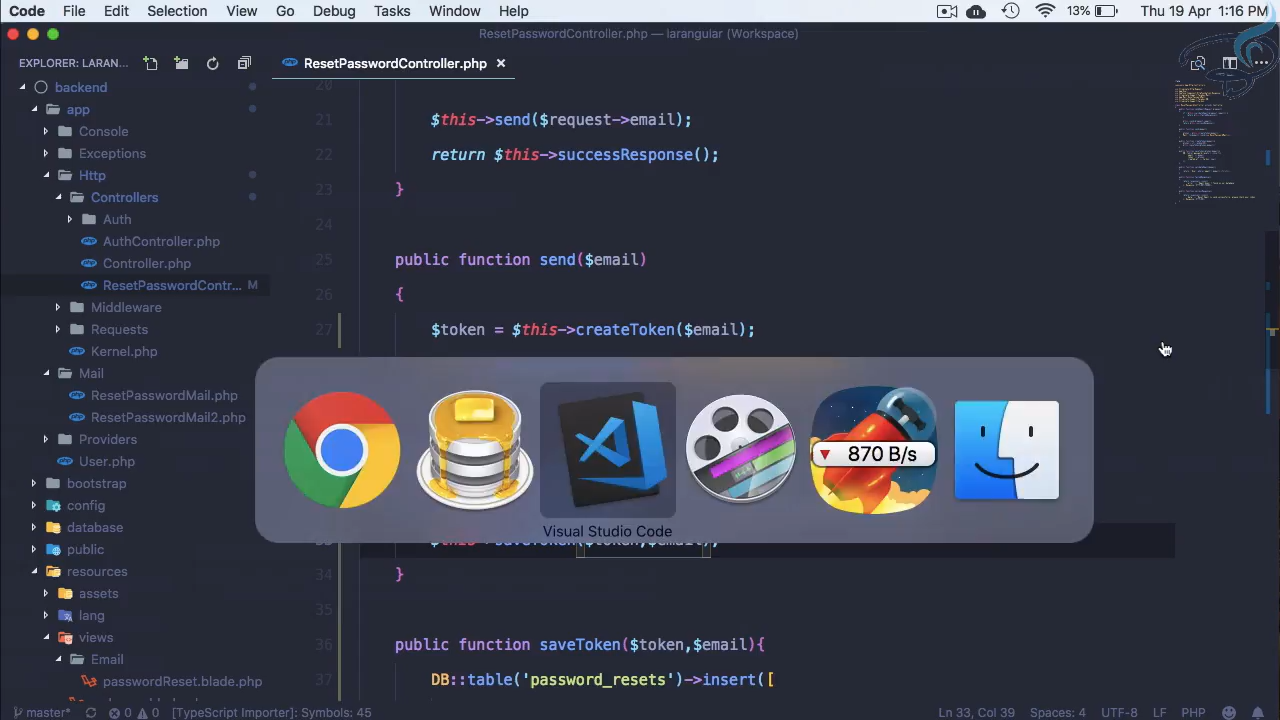 Code File Edit Selection View Go Debug Tasks Window Help 13% Thu 19 Apr 1:16 PM
ResetPasswordController.php — larangular (Workspace)
EXPLORER: LARAN...
ResetPasswordController.php
backend
app
Console
Exceptions
Http
Controllers
Auth
AuthController.php
Controller.php
ResetPasswordContr... M
Middleware
Requests
Kernel.php
Mail
ResetPasswordMail.php
ResetPasswordMail2.php
Providers
User.php
bootstrap
config
database
public
resources
assets
lang
views
Email
passwordReset.blade.php
20
21 $this->send($request->email);
22 return $this->successResponse();
23 }
24
25 public function send($email)
26 {
27 $token = $this->createToken($email);
870 B/s
Visual Studio Code
34 }
35
36 public function saveToken($token,$email){
37 DB::table('password_resets')->insert([
master* 0 0 [TypeScript Importer]: Symbols: 45 Ln 33, Col 39 Spaces: 4 UTF-8 LF PHP